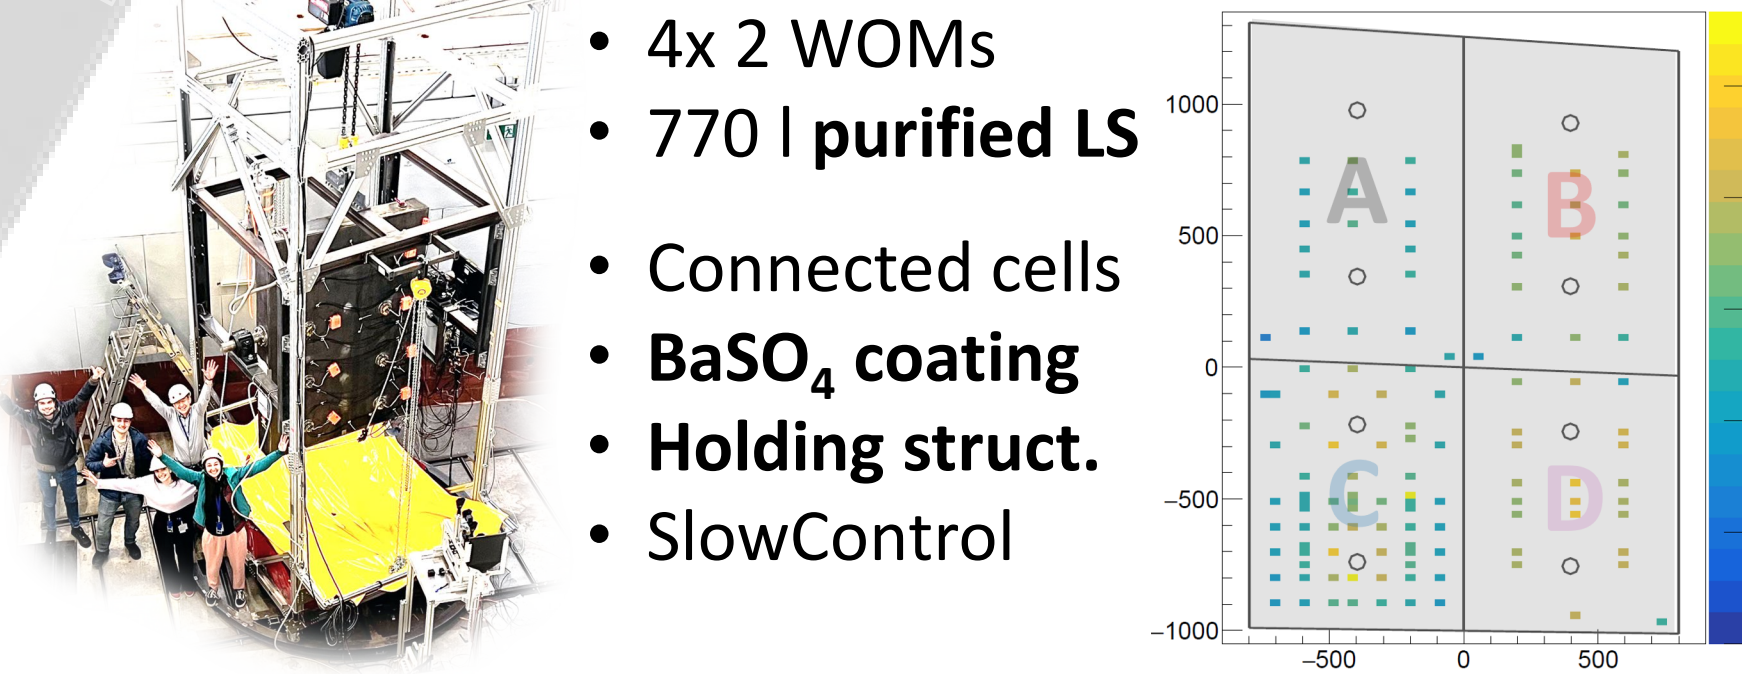 • 4x 2 WOMs
• 770 l purified LS
• Connected cells
• BaSO₄ coating
• Holding struct.
• SlowControl
1000
500
0
−500
−1000
A
B
C
D
−500
0
500